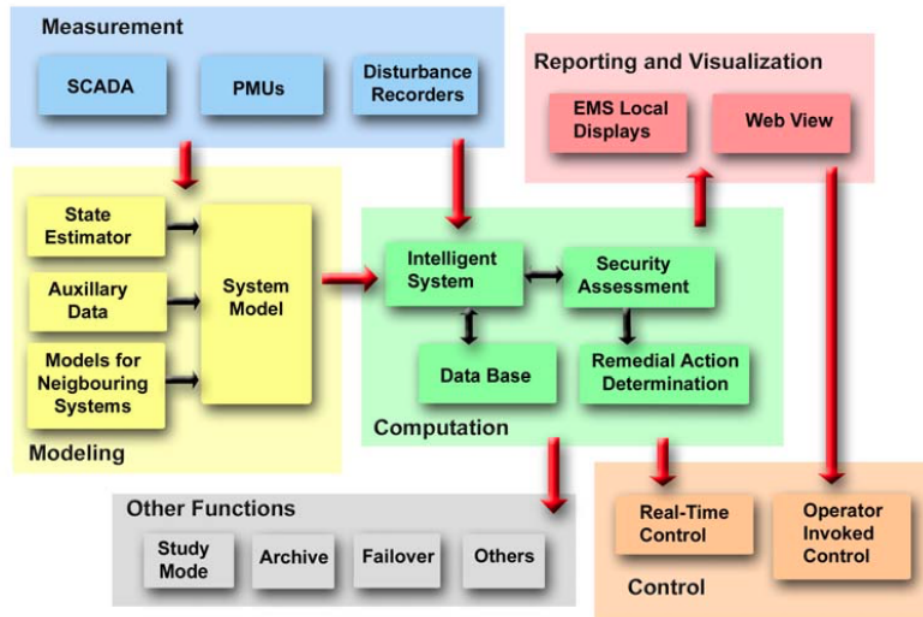 Measurement
SCADA
PMUs
Disturbance
Recorders
Reporting and Visualization
EMS Local
Displays
Web View
State
Estimator
Auxillary
Data
Models for
Neigbouring
Systems
System
Model
Modeling
Intelligent
System
Security
Assessment
Data Base
Remedial Action
Determination
Computation
Other Functions
Study
Mode
Archive
Failover
Others
Real-Time
Control
Operator
Invoked
Control
Control